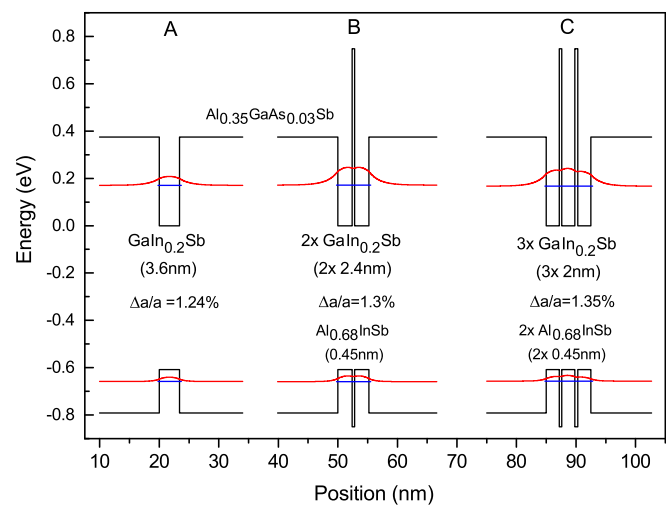 A B C
Al0.35GaAs0.03Sb
GaIn0.2Sb
(3.6nm)
Δa/a =1.24%
2x GaIn0.2Sb
(2x 2.4nm)
Δa/a=1.3%
Al0.68InSb
(0.45nm)
3x GaIn0.2Sb
(3x 2nm)
Δa/a=1.35%
2x Al0.68InSb
(2x 0.45nm)
Energy (eV)
0.8
0.6
0.4
0.2
0.0
-0.2
-0.4
-0.6
-0.8
10 20 30 40 50 60 70 80 90 100
Position (nm)